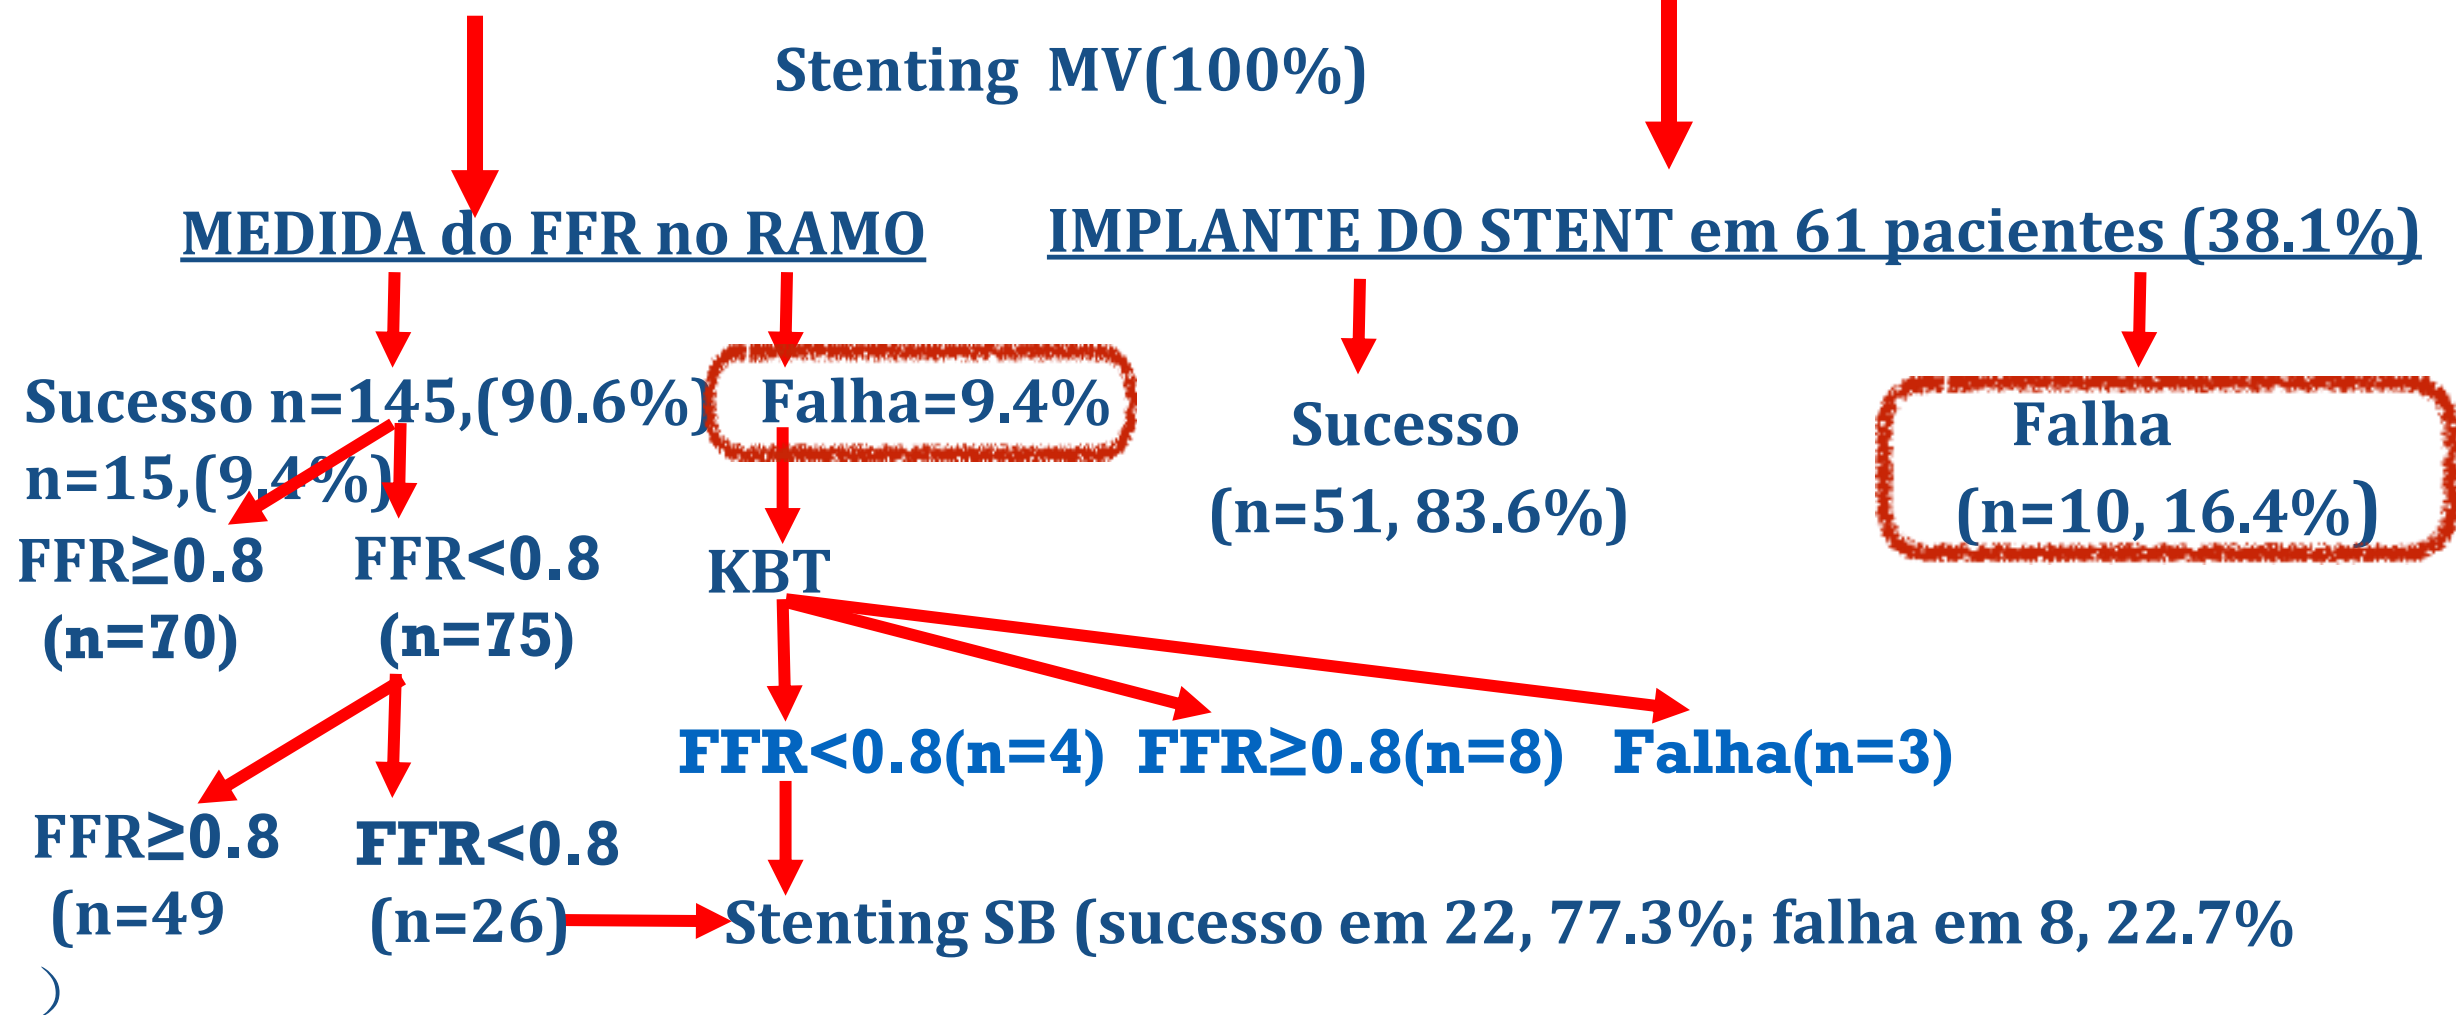 Stenting MV(100%)
MEDIDA do FFR no RAMO
IMPLANTE DO STENT em 61 pacientes (38.1%)
Sucesso n=145,(90.6%)
Falha=9.4%
n=15,(9.4%)
Sucesso
(n=51, 83.6%)
Falha
(n=10, 16.4%)
FFR≥0.8
(n=70)
FFR<0.8
(n=75)
KBT
FFR<0.8(n=4)
FFR≥0.8(n=8)
Falha(n=3)
FFR≥0.8
(n=49
)
FFR<0.8
(n=26)
Stenting SB (sucesso em 22, 77.3%; falha em 8, 22.7%